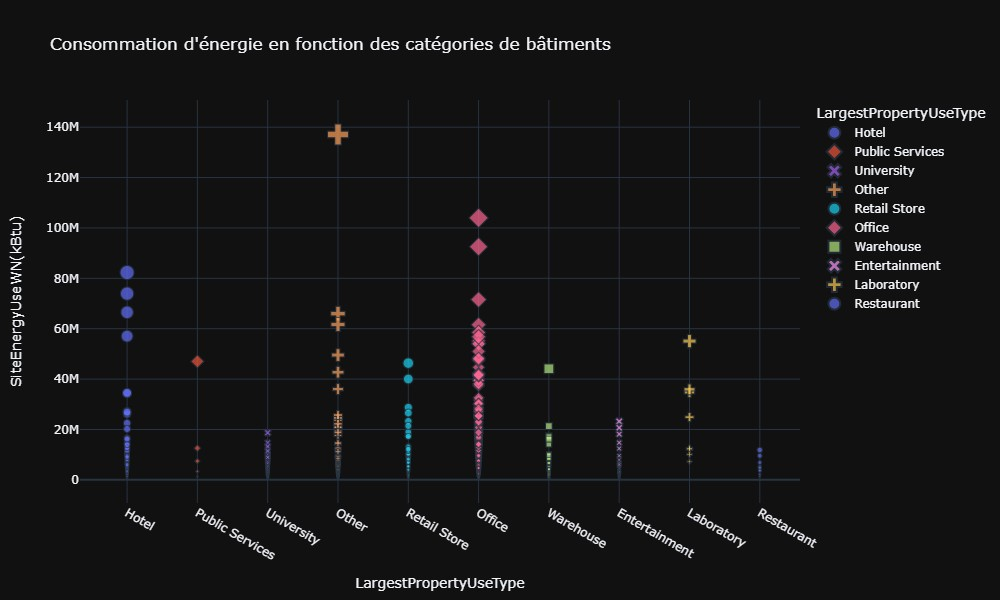 Consommation d'énergie en fonction des catégories de bâtiments
SiteEnergyUseWN(kBtu)
140M
120M
100M
80M
60M
40M
20M
0
Hotel
Public Services
University
Other
Retail Store
Office
Warehouse
Entertainment
Laboratory
Restaurant
LargestPropertyUseType
LargestPropertyUseType
Hotel
Public Services
University
Other
Retail Store
Office
Warehouse
Entertainment
Laboratory
Restaurant